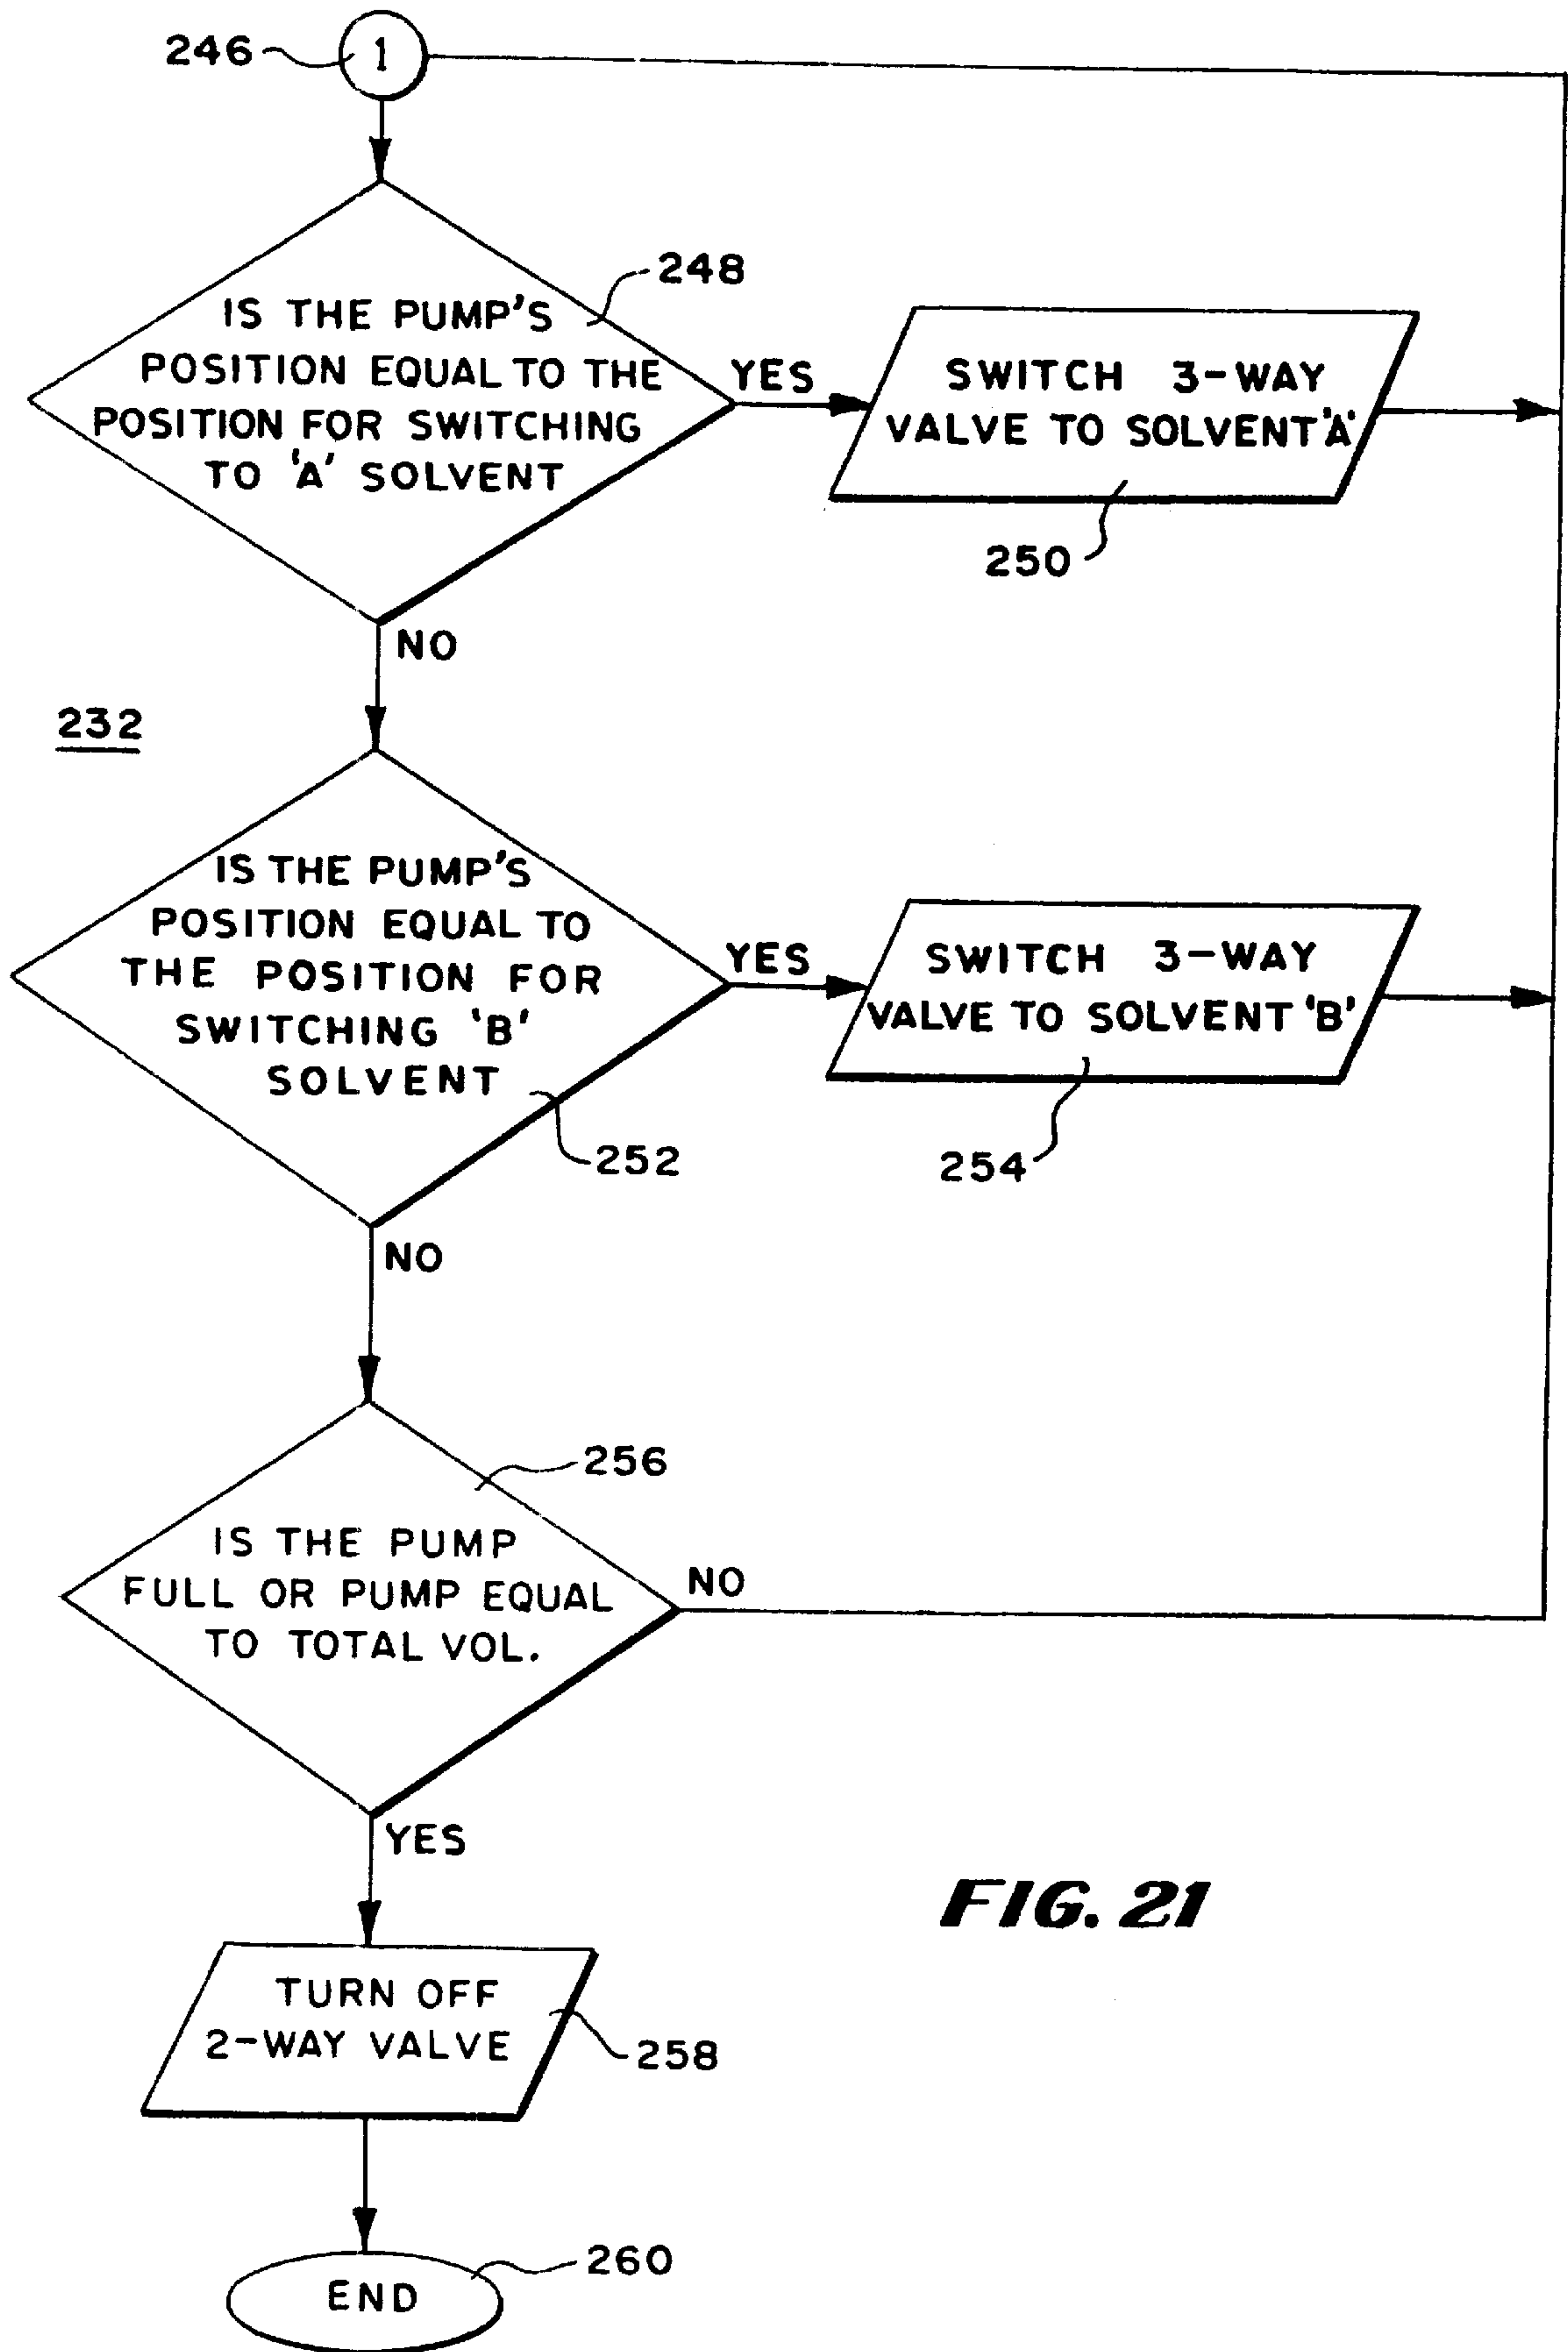 246
1
248
IS THE PUMP'S
POSITION EQUAL TO THE
POSITION FOR SWITCHING
TO 'A' SOLVENT
YES
SWITCH 3-WAY
VALVE TO SOLVENT 'A'
250
NO
232
IS THE PUMP'S
POSITION EQUAL TO
THE POSITION FOR
SWITCHING 'B'
SOLVENT
YES
SWITCH 3-WAY
VALVE TO SOLVENT 'B'
252
254
NO
256
IS THE PUMP
FULL OR PUMP EQUAL
TO TOTAL VOL.
NO
YES
FIG. 21
TURN OFF
2-WAY VALVE
258
260
END